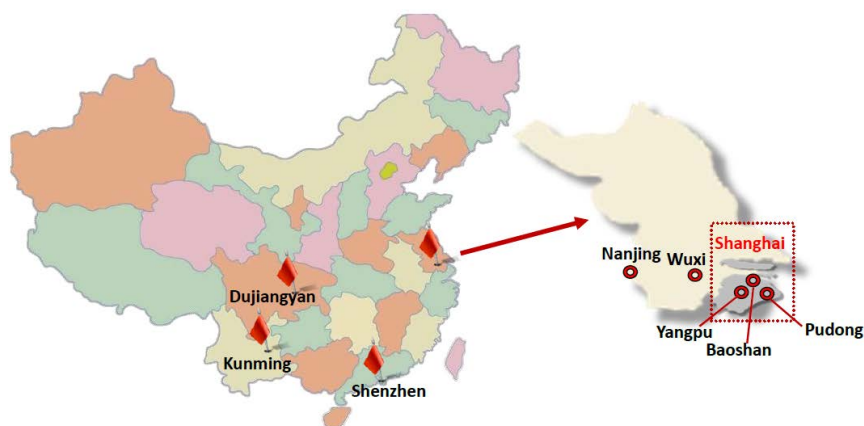 Dujiangyan
Kunming
Shenzhen
Shanghai
Nanjing
Wuxi
Yangpu
Baoshan
Pudong